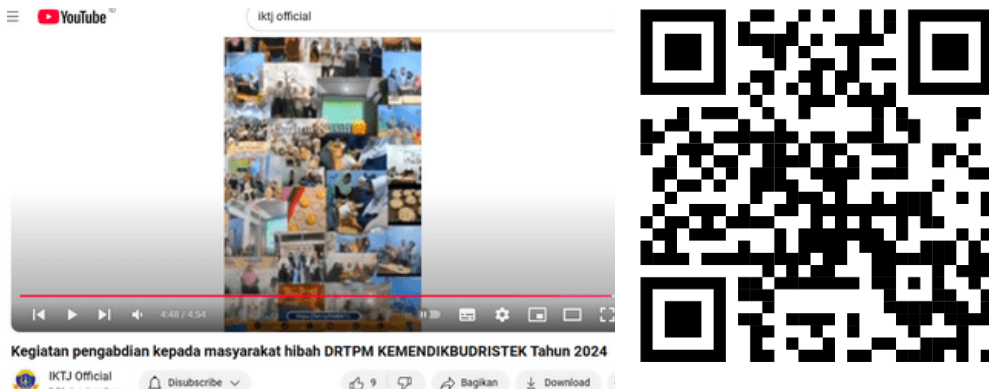 YouTube
iktj official
4:48 / 4:54
Kegiatan pengabdian kepada masyarakat hibah DRTPM KEMENDIKBUDRISTEK Tahun 2024
IKTJ Official
Disubscribe
9
Bagikan
Download